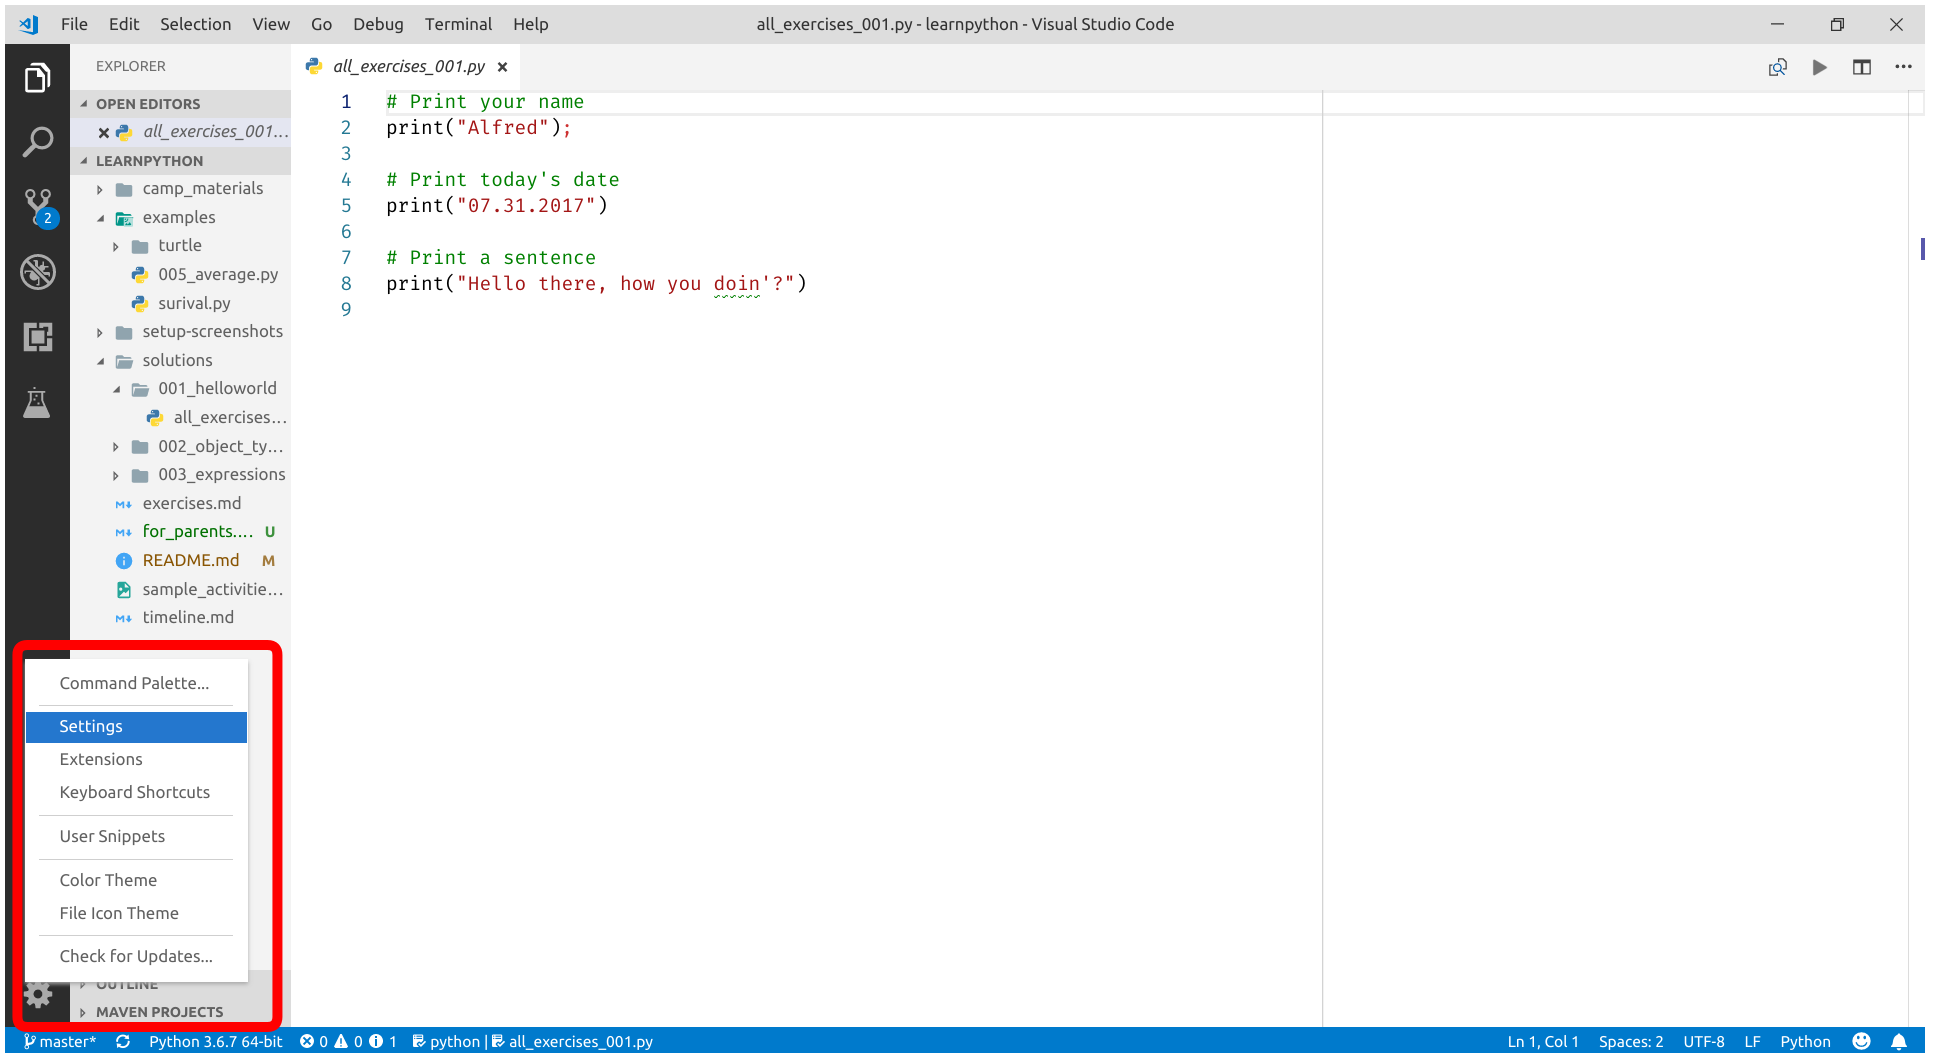 File Edit Selection View Go Debug Terminal Help all_exercises_001.py - learnpython - Visual Studio Code
EXPLORER
OPEN EDITORS
all_exercises_001...
LEARNPYTHON
camp_materials
examples
turtle
005_average.py
surival.py
setup-screenshots
solutions
001_helloworld
all_exercises...
002_object_ty...
003_expressions
exercises.md
for_parents.... U
README.md M
sample_activitie...
timeline.md
2
all_exercises_001.py
1 # Print your name
2 print("Alfred");
3
4 # Print today's date
5 print("07.31.2017")
6
7 # Print a sentence
8 print("Hello there, how you doin'?")
9
Command Palette...
Settings
Extensions
Keyboard Shortcuts
User Snippets
Color Theme
File Icon Theme
Check for Updates...
OUTLINE
MAVEN PROJECTS
master* Python 3.6.7 64-bit 0 0 1 python | all_exercises_001.py Ln 1, Col 1 Spaces: 2 UTF-8 LF Python